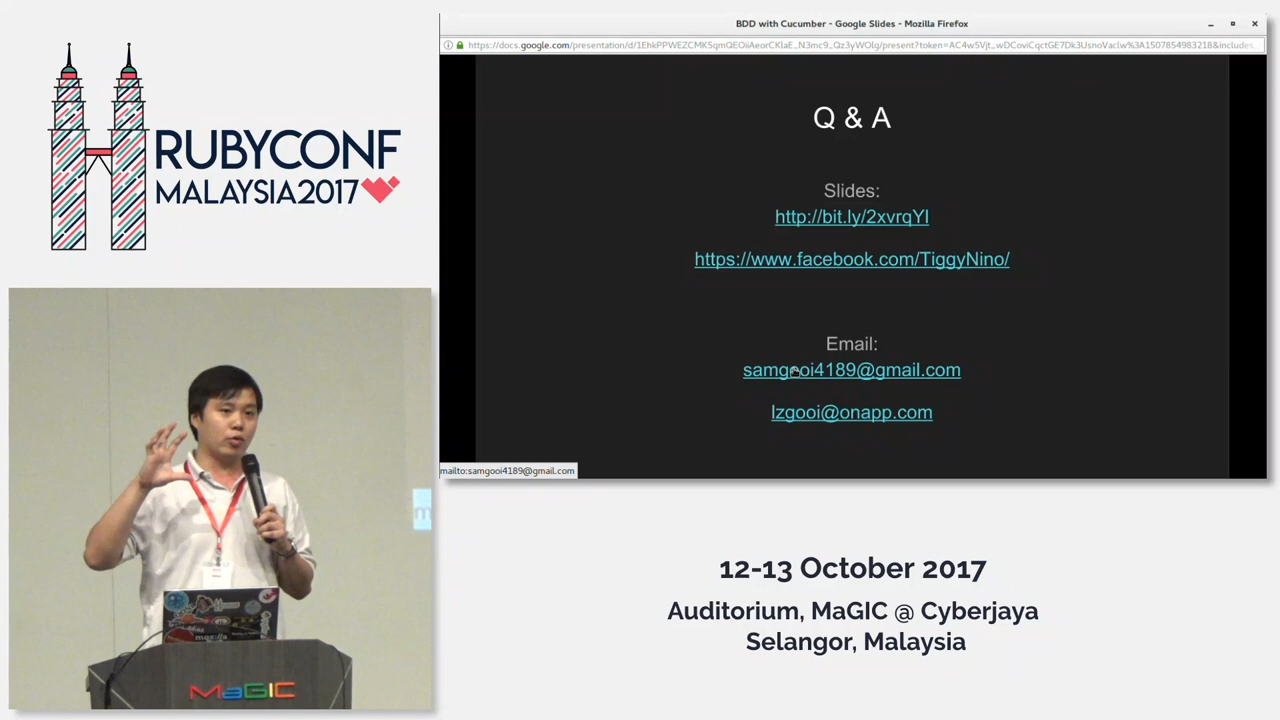 RUBYCONF
MALAYSIA2017
BDD with Cucumber - Google Slides - Mozilla Firefox
Q & A
Slides:
http://bit.ly/2xvrqYI
https://www.facebook.com/TiggyNino/
Email:
samgooi4189@gmail.com
lzgooi@onapp.com
mailto:samgooi4189@gmail.com
MaGIC
12-13 October 2017
Auditorium, MaGIC @ Cyberjaya
Selangor, Malaysia